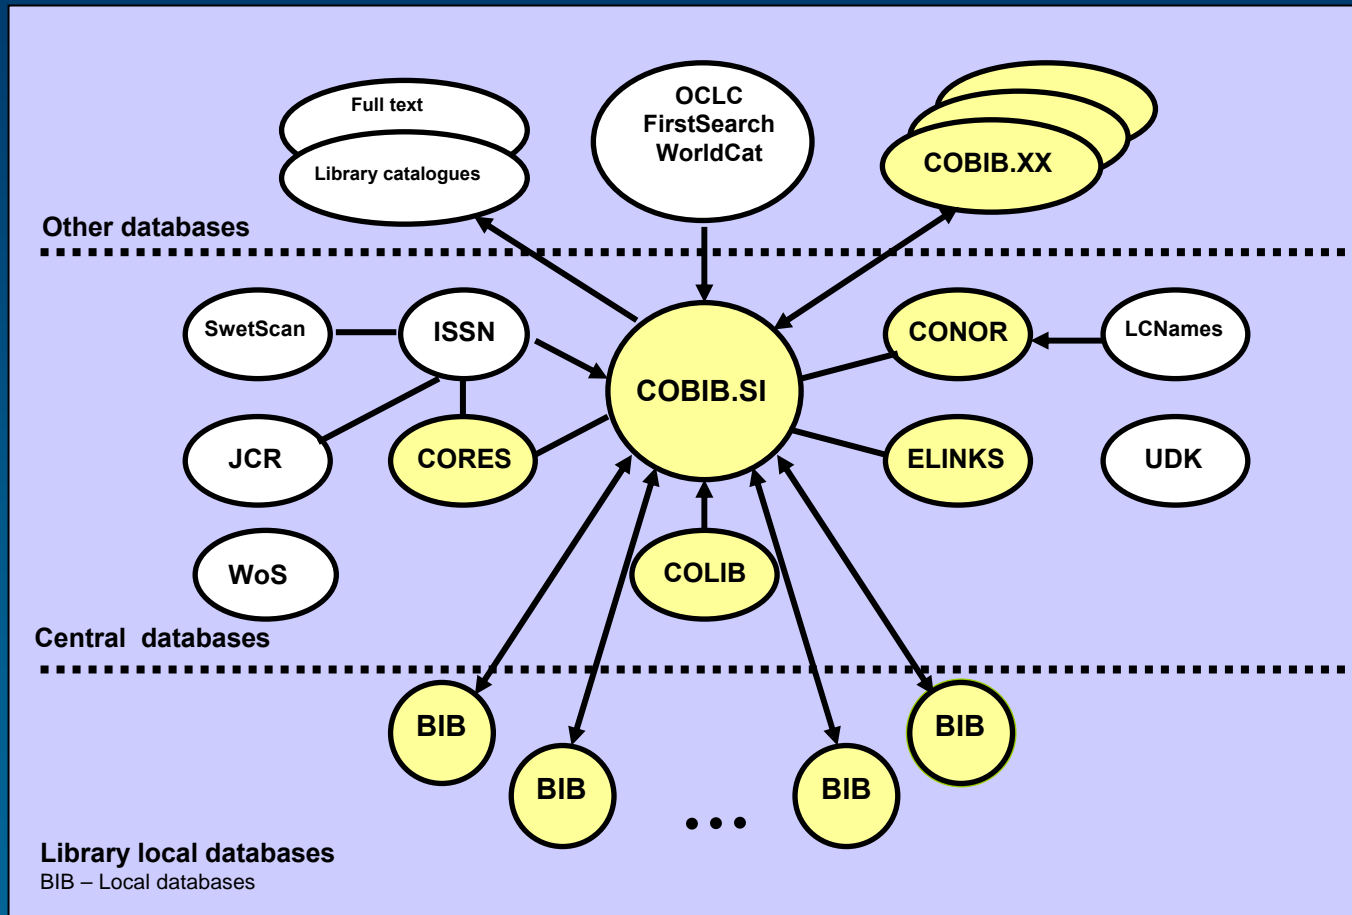 Full text
Library catalogues
OCLC
FirstSearch
WorldCat
COBIB.XX
Other databases
SwetScan
ISSN
COBIB.SI
CONOR
LCNames
JCR
CORES
ELINKS
UDK
WoS
COLIB
Central databases
BIB
BIB
BIB
BIB
...
Library local databases
BIB – Local databases